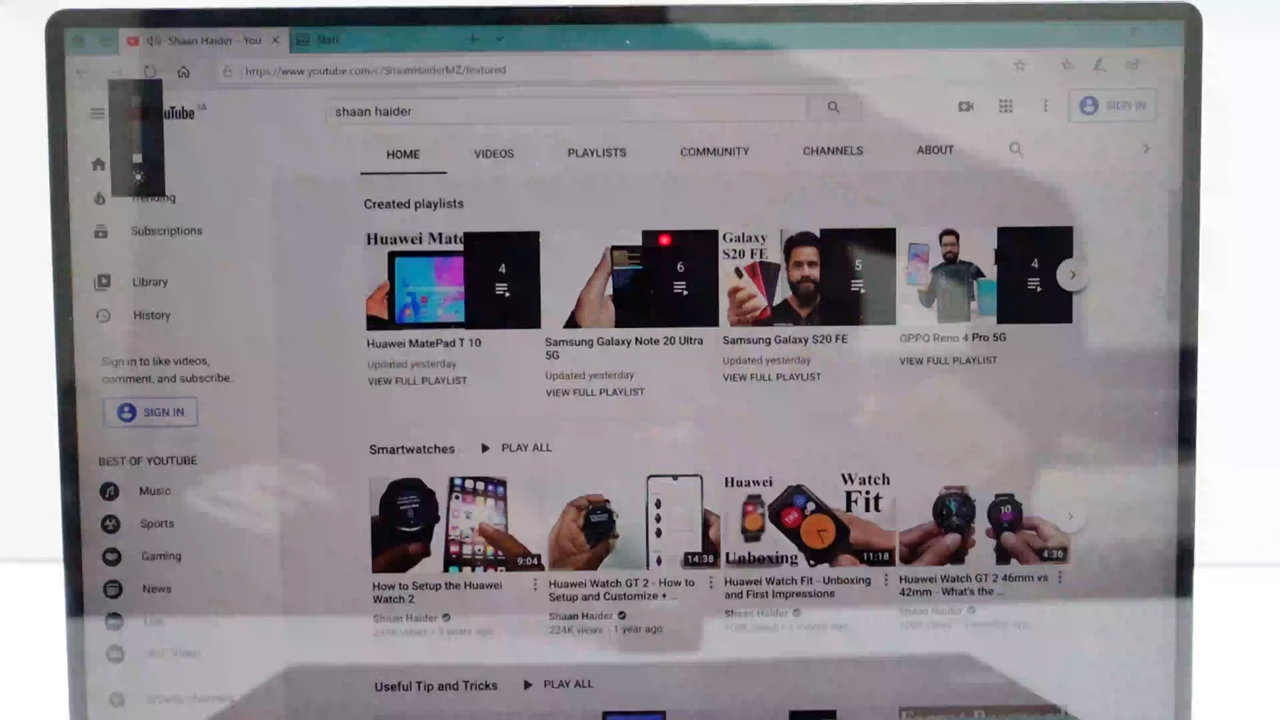 Shaan Haider - You
Start
https://www.youtube.com/c/ShaanHaiderMZ/featured
uTube
SA
shaan haider
SIGN IN
HOME
VIDEOS
PLAYLISTS
COMMUNITY
CHANNELS
ABOUT
Trending
Subscriptions
Library
History
Sign in to like videos,
comment, and subscribe.
SIGN IN
BEST OF YOUTUBE
Music
Sports
Gaming
News
Live
Created playlists
Huawei Mate
4
Huawei MatePad T 10
Updated yesterday
VIEW FULL PLAYLIST
6
Samsung Galaxy Note 20 Ultra
5G
Updated yesterday
VIEW FULL PLAYLIST
Galaxy
S20 FE
5
Samsung Galaxy S20 FE
Updated yesterday
VIEW FULL PLAYLIST
4
OPPO Reno 4 Pro 5G
VIEW FULL PLAYLIST
Smartwatches
PLAY ALL
9:04
How to Setup the Huawei
Watch 2
Shaan Haider
14:38
Huawei Watch GT 2 - How to
Setup and Customize + ...
Shaan Haider
224K views · 1 year ago
Huawei
Watch
Fit
Unboxing
11:18
Huawei Watch Fit - Unboxing
and First Impressions
Shaan Haider
10
4:36
Huawei Watch GT 2 46mm vs
42mm - What's the ...
Shaan Haider
Useful Tip and Tricks
PLAY ALL